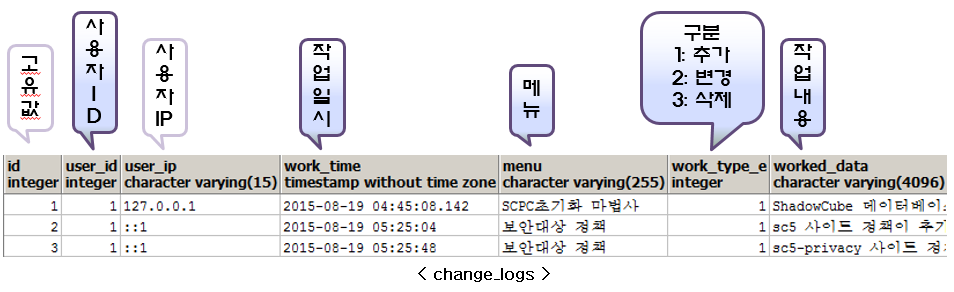 고유값
사용자ID
사용자IP
작업일시
메뉴
구분
1: 추가
2: 변경
3: 삭제
작업내용
id user_id user_ip work_time menu work_type_e worked_data
integer integer character varying(15) timestamp without time zone character varying(255) integer character varying(4096)
1 1 127.0.0.1 2015-08-19 04:45:08.142 SCPC초기화 마법사 1 ShadowCube 데이터베이스
2 1 ::1 2015-08-19 05:25:04 보안대상 정책 1 sc5 사이트 정책이 추가
3 1 ::1 2015-08-19 05:25:48 보안대상 정책 1 sc5-privacy 사이트 정
< change_logs >